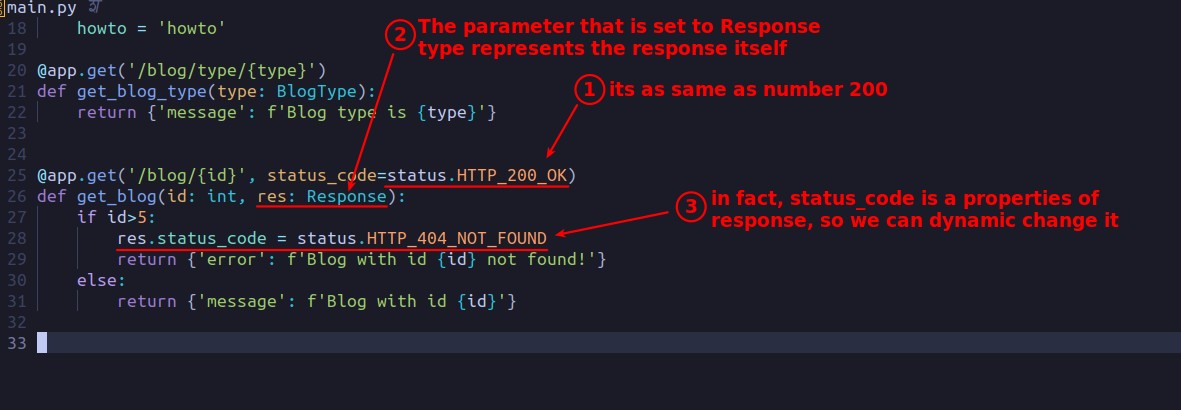 main.py
18 howto = 'howto'
19
20 @app.get('/blog/type/{type}')
21 def get_blog_type(type: BlogType):
22 return {'message': f'Blog type is {type}'}
23
24
25 @app.get('/blog/{id}', status_code=status.HTTP_200_OK)
26 def get_blog(id: int, res: Response):
27 if id>5:
28 res.status_code = status.HTTP_404_NOT_FOUND
29 return {'error': f'Blog with id {id} not found!'}
30 else:
31 return {'message': f'Blog with id {id}'}
32
33
2 The parameter that is set to Response
type represents the response itself
1 its as same as number 200
3 in fact, status_code is a properties of
response, so we can dynamic change it